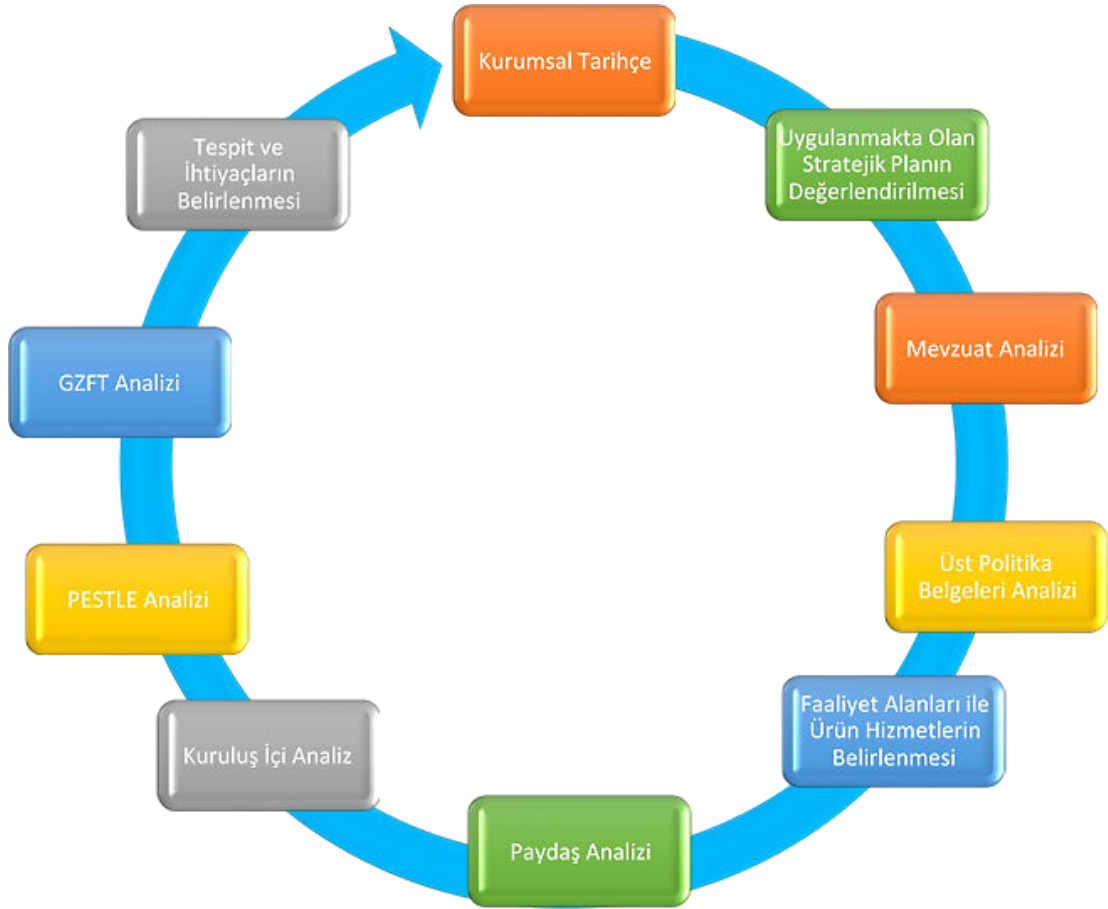 Kurumsal Tarihçe
Uygulanmakta Olan
Stratejik Planın
Değerlendirilmesi
Mevzuat Analizi
Üst Politika
Belgeleri Analizi
Faaliyet Alanları ile
Ürün Hizmetlerin
Belirlenmesi
Paydaş Analizi
Kuruluş İçi Analiz
PESTLE Analizi
GZFT Analizi
Tespit ve
İhtiyaçların
Belirlenmesi